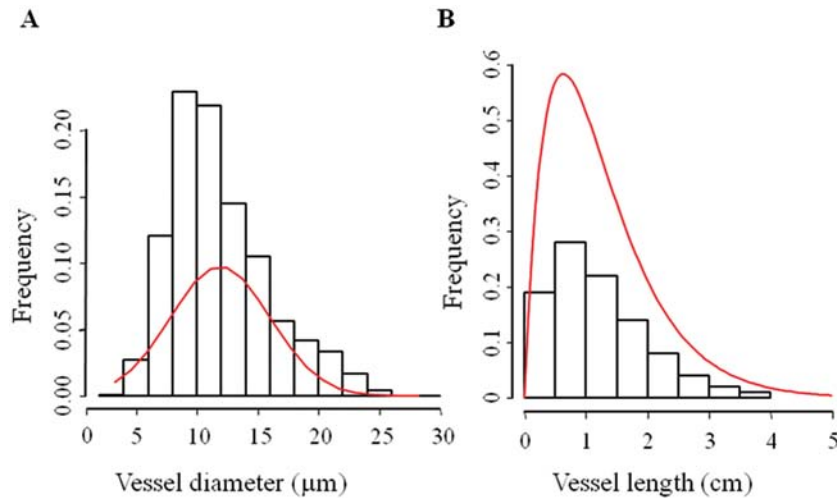 A
B
Frequency
0.00 0.05 0.10 0.15 0.20
0 5 10 15 20 25 30
Vessel diameter (µm)
Frequency
0 0.1 0.2 0.3 0.4 0.5 0.6
0 1 2 3 4 5
Vessel length (cm)